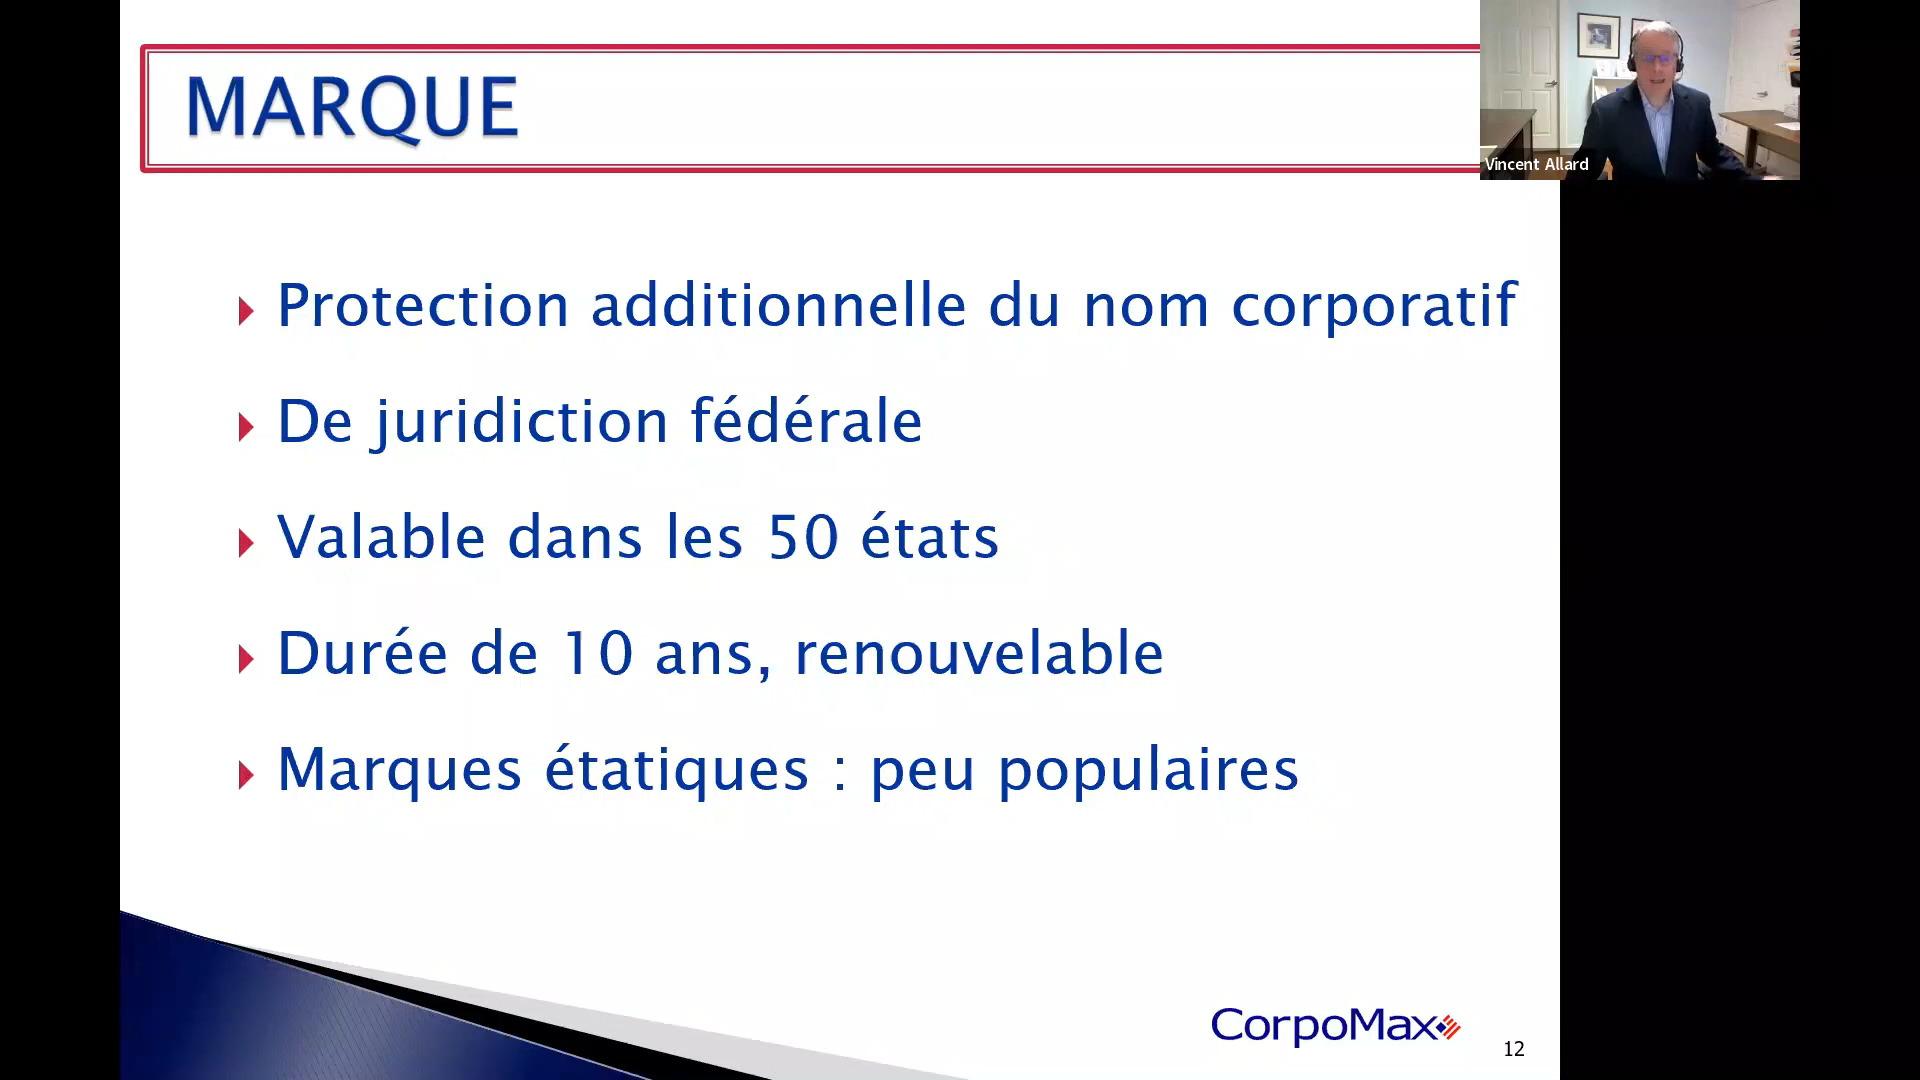 MARQUE
Vincent Allard
Protection additionnelle du nom corporatif
De juridiction fédérale
Valable dans les 50 états
Durée de 10 ans, renouvelable
Marques étatiques : peu populaires
CorpoMax
12